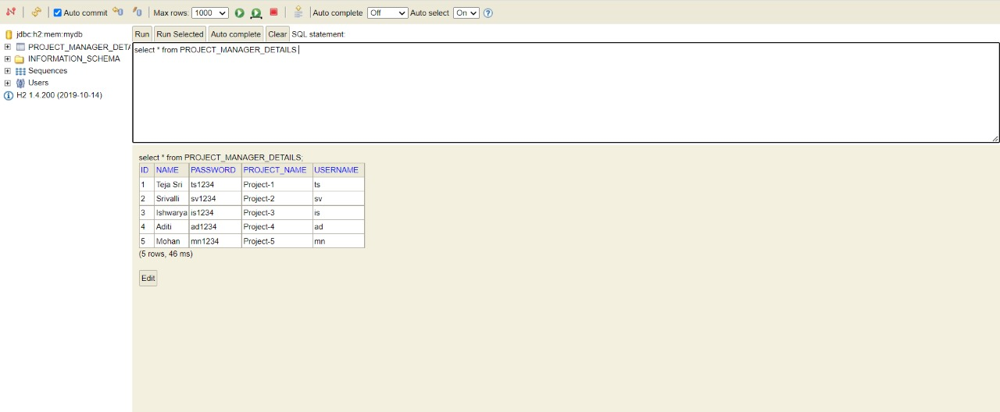 Auto commit Max rows: 1000 Auto complete Off Auto select On ?
jdbc:h2:mem:mydb
PROJECT_MANAGER_DETA
INFORMATION_SCHEMA
Sequences
Users
H2 1.4.200 (2019-10-14)
Run Run Selected Auto complete Clear SQL statement:
select * from PROJECT_MANAGER_DETAILS
select * from PROJECT_MANAGER_DETAILS;
ID NAME PASSWORD PROJECT_NAME USERNAME
1 Teja Sri ts1234 Project-1 ts
2 Srivalli sv1234 Project-2 sv
3 Ishwarya is1234 Project-3 is
4 Aditi ad1234 Project-4 ad
5 Mohan mn1234 Project-5 mn
(5 rows, 46 ms)
Edit